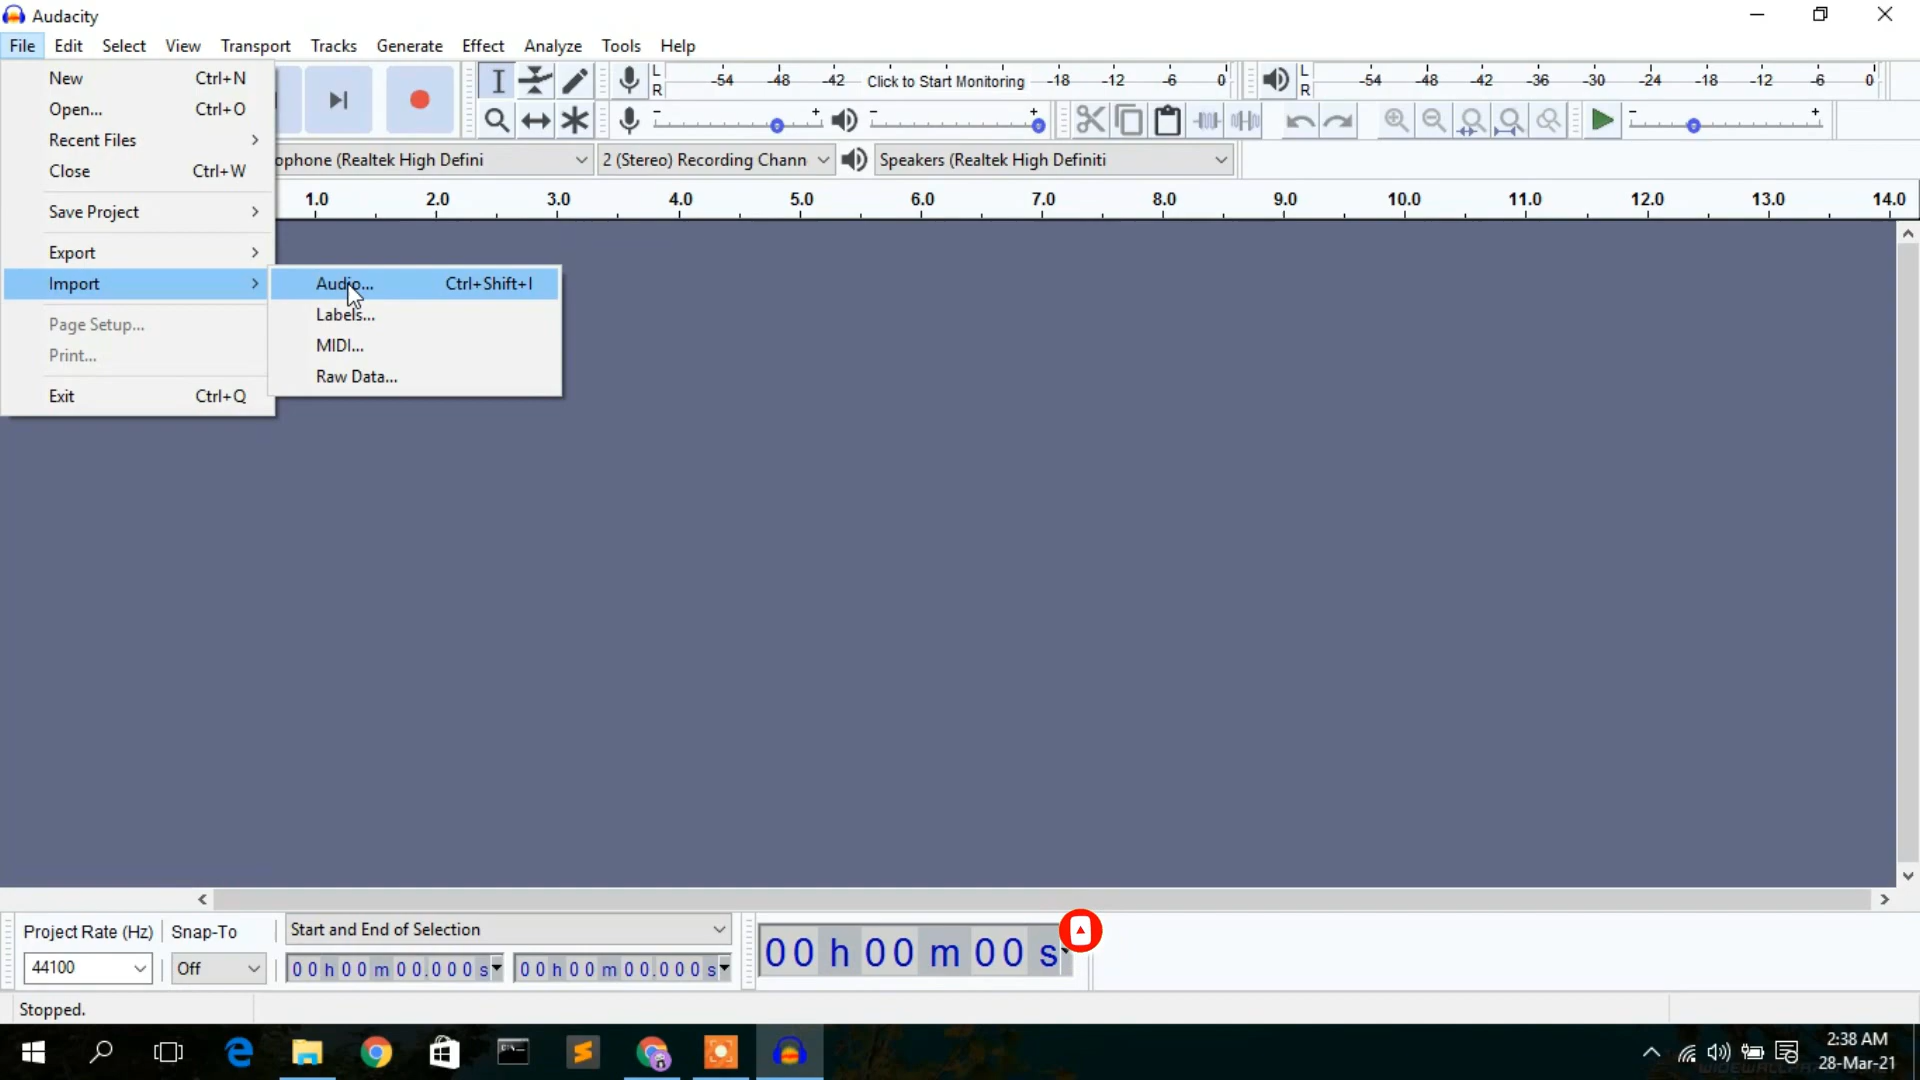 Audacity
File Edit Select View Transport Tracks Generate Effect Analyze Tools Help
New Ctrl+N
Open... Ctrl+O
Recent Files
Close Ctrl+W
Save Project
Export
Import
Page Setup...
Print...
Exit Ctrl+Q
Audio... Ctrl+Shift+I
Labels...
MIDI...
Raw Data...
L R -54 -48 -42 Click to Start Monitoring -18 -12 -6 0
L R -54 -48 -42 -36 -30 -24 -18 -12 -6 0
- + - + - +
ophone (Realtek High Defini 2 (Stereo) Recording Chann Speakers (Realtek High Definiti
1.0 2.0 3.0 4.0 5.0 6.0 7.0 8.0 9.0 10.0 11.0 12.0 13.0 14.0
Project Rate (Hz) Snap-To Start and End of Selection
44100 Off 00 h 00 m 00.000 s 00 h 00 m 00.000 s
00 h 00 m 00 s
Stopped.
2:38 AM
28-Mar-21